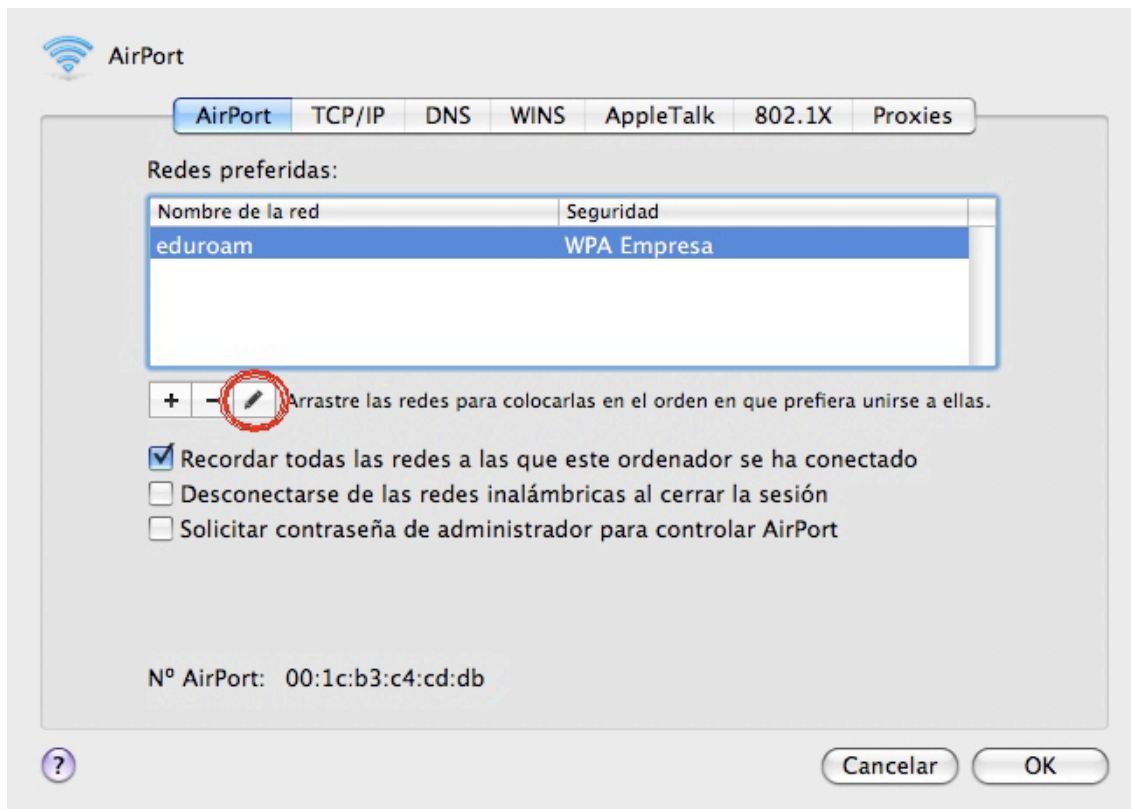 AirPort
AirPort TCP/IP DNS WINS AppleTalk 802.1X Proxies
Redes preferidas:
Nombre de la red Seguridad
eduroam WPA Empresa
+ - Arrastre las redes para colocarlas en el orden en que prefiera unirse a ellas.
Recordar todas las redes a las que este ordenador se ha conectado
Desconectarse de las redes inalámbricas al cerrar la sesión
Solicitar contraseña de administrador para controlar AirPort
Nº AirPort: 00:1c:b3:c4:cd:db
? Cancelar OK